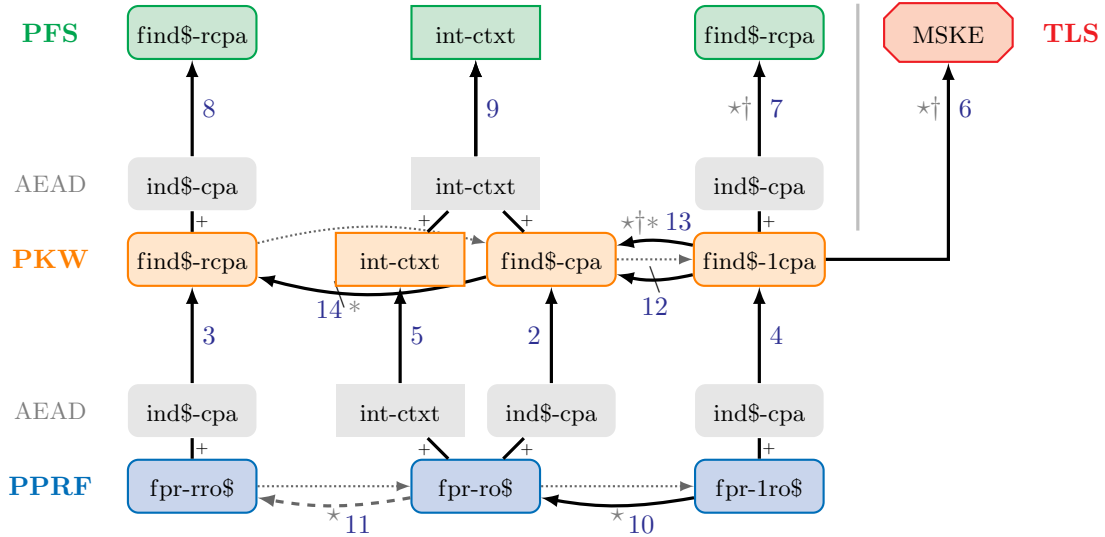 PFS find$-rcpa int-ctxt find$-rcpa MSKE TLS
8 9 ⋆† 7 ⋆† 6
AEAD ind$-cpa int-ctxt ind$-cpa
+ + + ⋆†∗ 13 +
PKW find$-rcpa int-ctxt find$-cpa find$-1cpa
14 ∗ 12
3 5 2 4
AEAD ind$-cpa int-ctxt ind$-cpa ind$-cpa
+ + + +
PPRF fpr-rro$ fpr-ro$ fpr-1ro$
⋆ 11 ⋆ 10